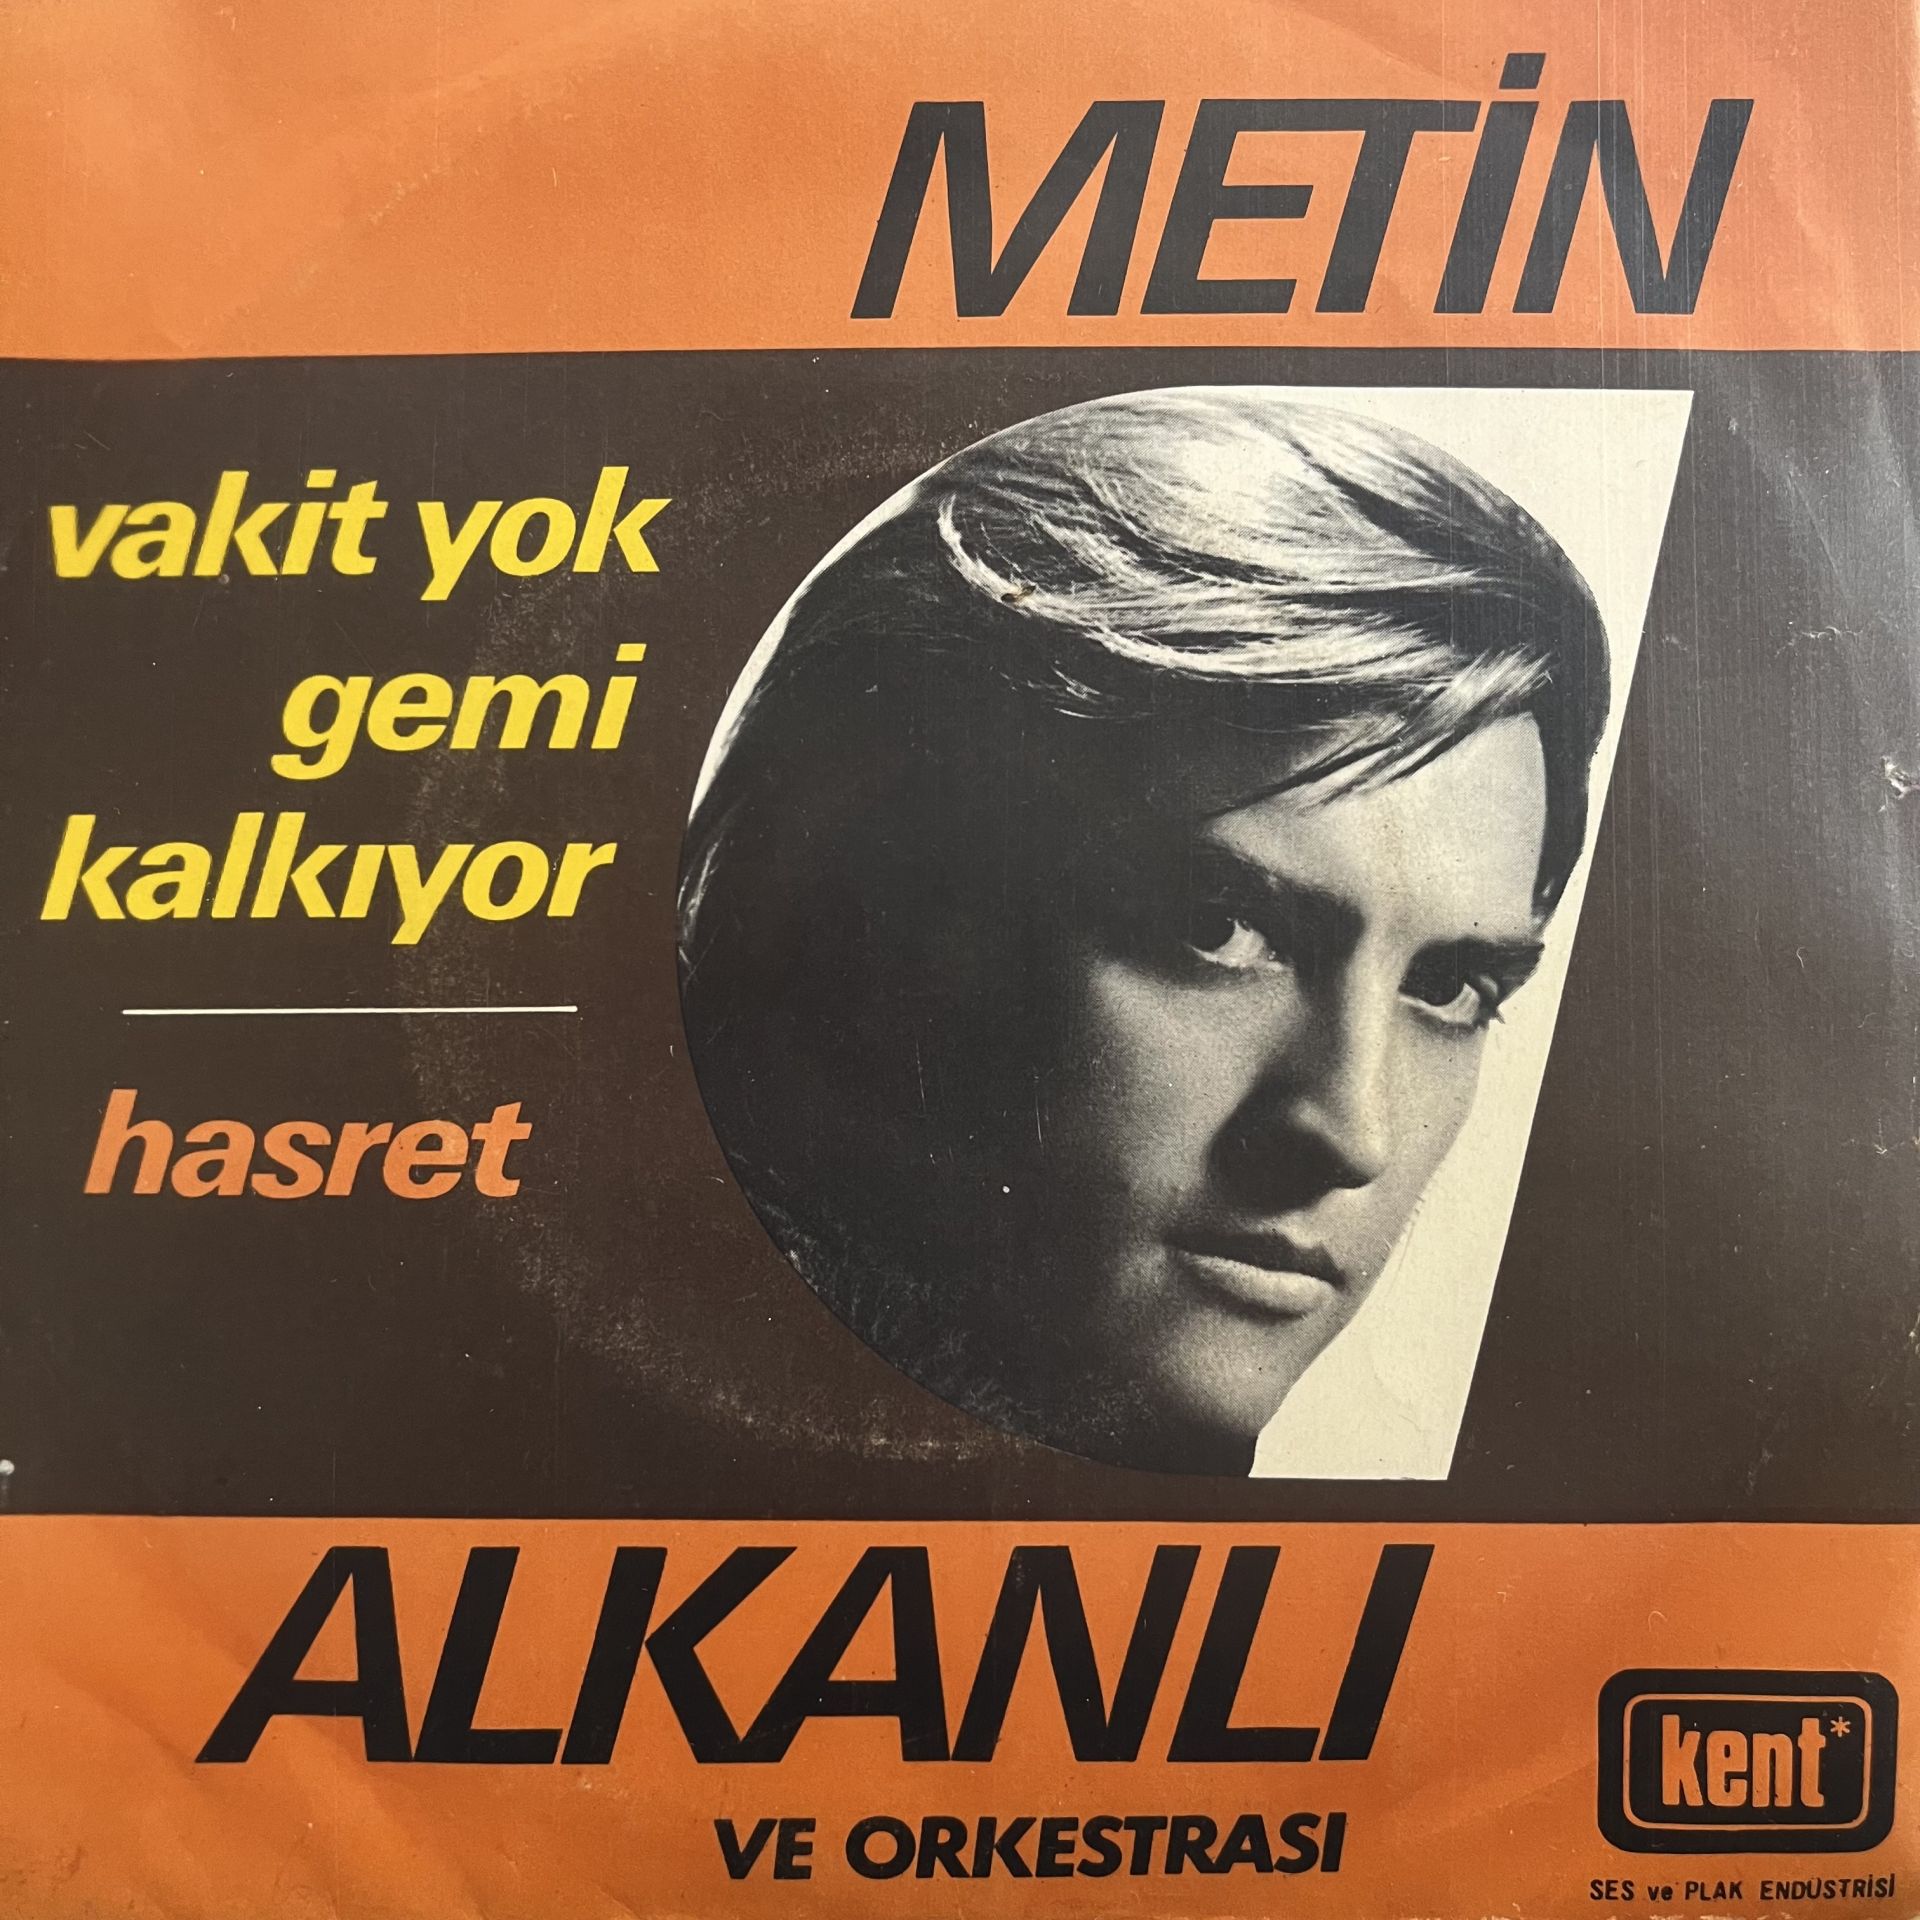 METİN
vakit yok
gemi
kalkıyor
hasret
ALKANLI
VE ORKESTRASI
kent*
SES ve PLAK ENDÜSTRİSİ